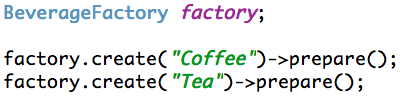 BeverageFactory factory;
factory.create("Coffee")->prepare();
factory.create("Tea")->prepare();